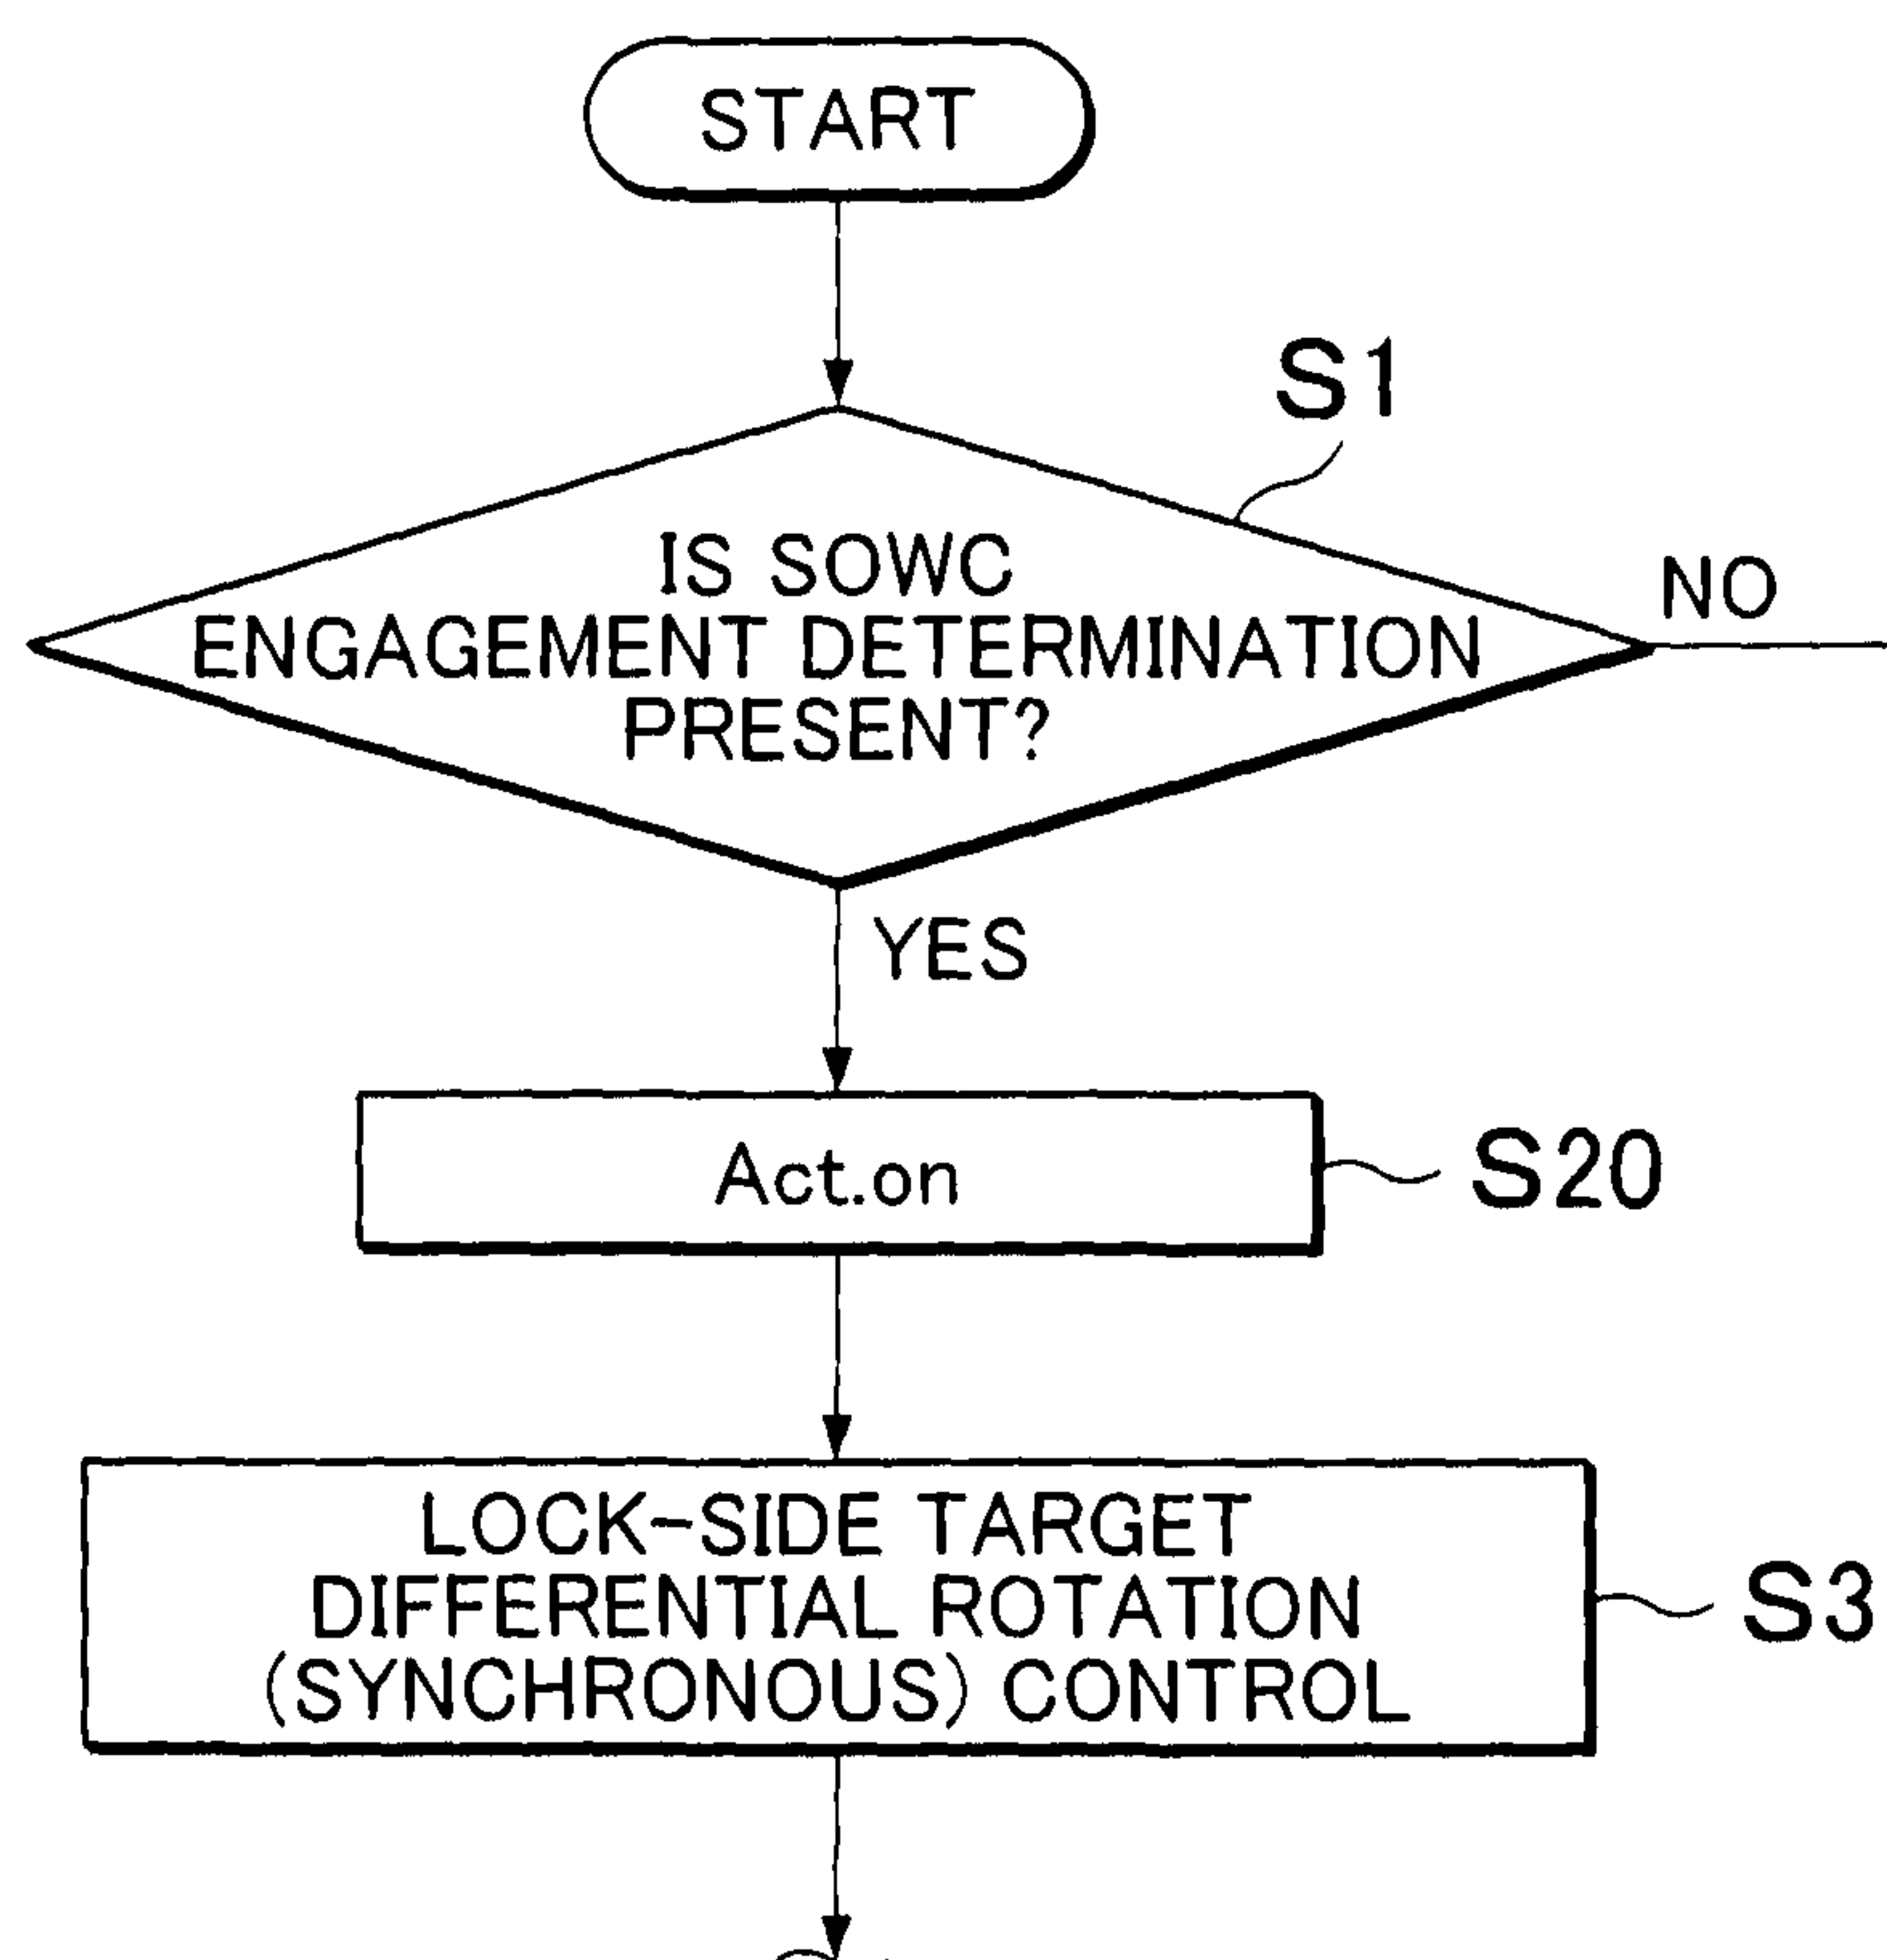 START
S1
IS SOWC
ENGAGEMENT DETERMINATION
PRESENT?
NO
YES
Act.on
S20
LOCK-SIDE TARGET
DIFFERENTIAL ROTATION
(SYNCHRONOUS) CONTROL
S3